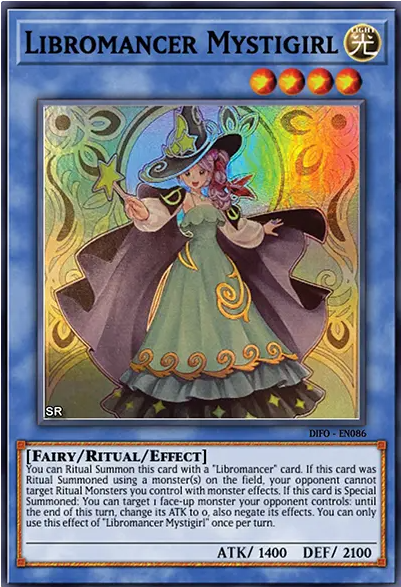 LIBROMANCER MYSTIGIRL
LIGHT
光
SR
DIFO - EN086
[FAIRY/RITUAL/EFFECT]
You can Ritual Summon this card with a "Libromancer" card. If this card was
Ritual Summoned using a monster(s) on the field, your opponent cannot
target Ritual Monsters you control with monster effects. If this card is Special
Summoned: You can target 1 face-up monster your opponent controls: until
the end of this turn, change its ATK to 0, also negate its effects. You can only
use this effect of "Libromancer Mystigirl" once per turn.
ATK/ 1400 DEF/ 2100